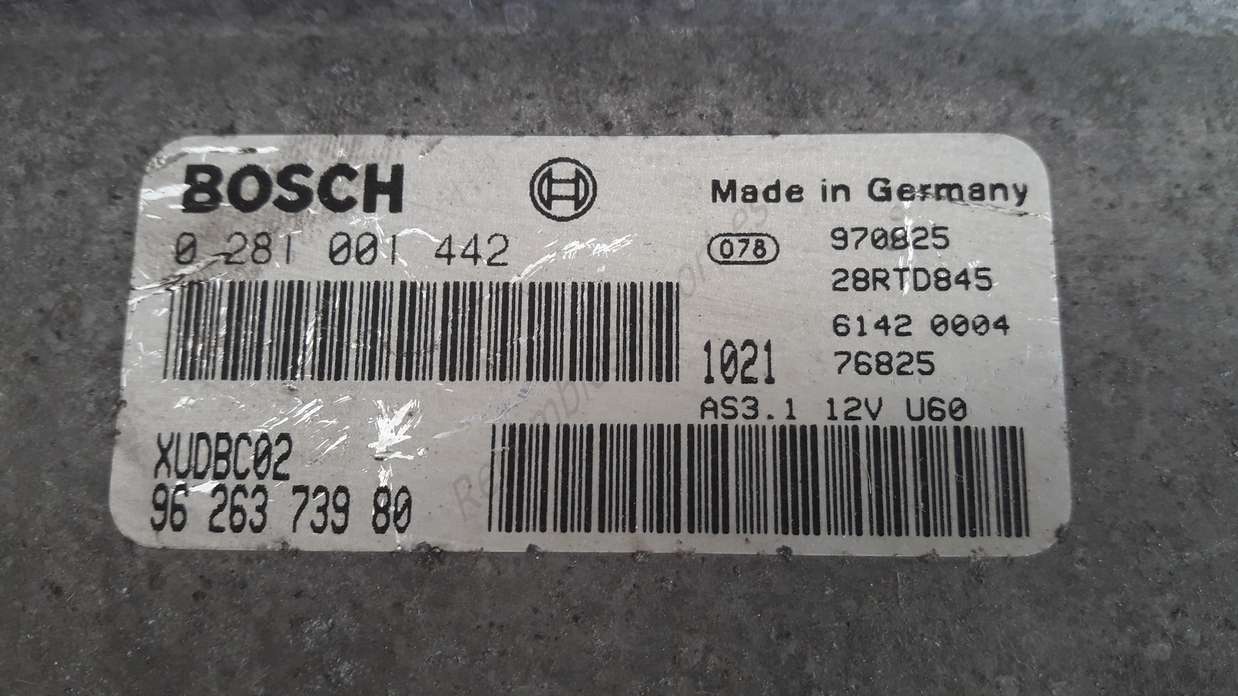 BOSCH
Made in Germany
0 281 001 442
078
970825
28RTD845
6142 0004
1021
76825
AS3.1 12V U60
XUDBC02 -
96 263 739 80